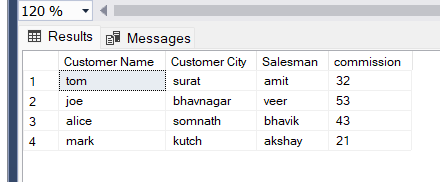 120 %
Results Messages
Customer Name Customer City Salesman commission
1 tom surat amit 32
2 joe bhavnagar veer 53
3 alice somnath bhavik 43
4 mark kutch akshay 21